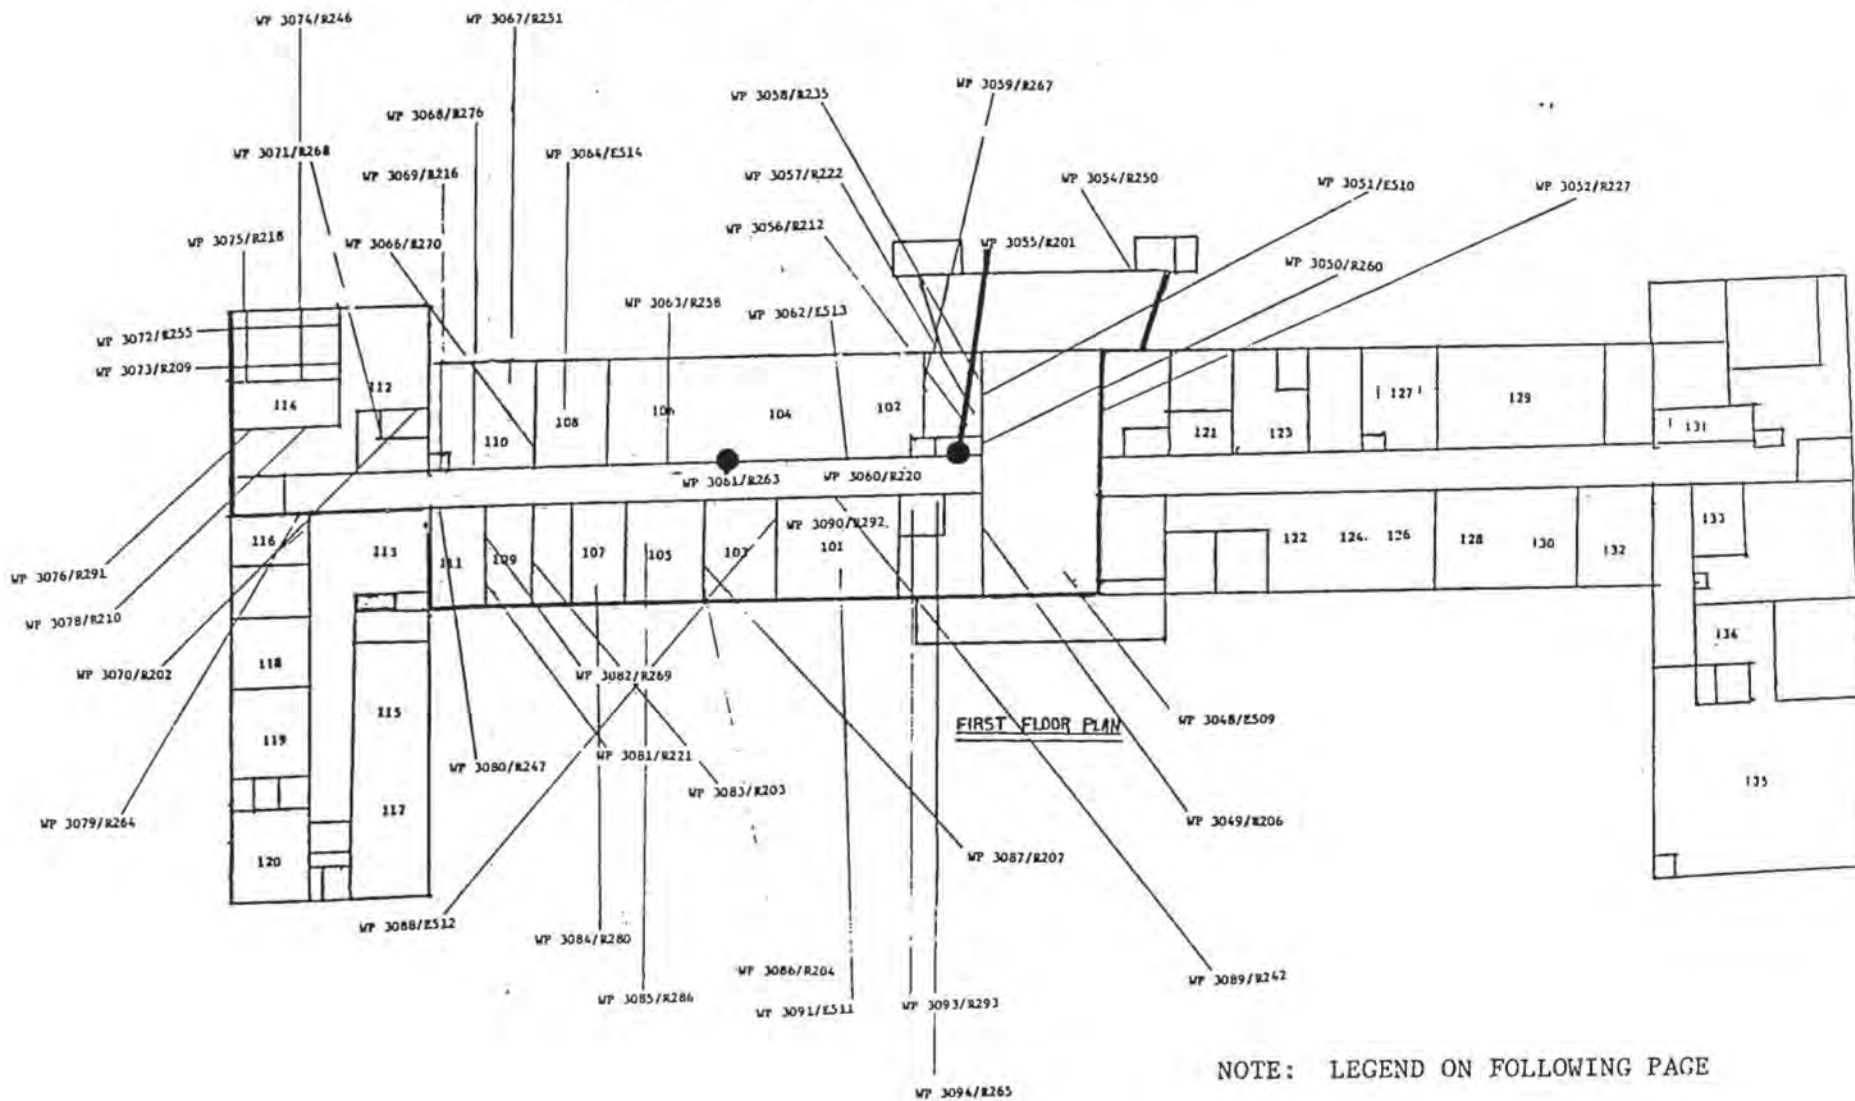 WP 3074/R246
WP 3067/R251
WP 3059/R267
WP 3058/R235
WP 3068/R276
WP 3071/R268
WP 3064/E514
WP 3069/R216
WP 3057/R222
WP 3054/R250
WP 3051/E510
WP 3052/R227
WP 3056/R212
WP 3075/R218
WP 3066/R270
WP 3055/R201
WP 3050/R260
WP 3063/R258
WP 3062/E513
WP 3072/R255
WP 3073/R209
112
114
110
108
106
104
102
121
123
127
129
131
WP 3061/R263
WP 3060/R220
WP 3090/R292
116
113
111
109
107
105
103
101
122
124
126
128
130
132
133
WP 3076/R291
WP 3078/R210
134
118
WP 3070/R202
WP 3082/R269
115
119
FIRST FLOOR PLAN
WP 3048/E509
WP 3080/R247
WP 3081/R221
WP 3083/R203
135
117
WP 3079/R264
WP 3049/R206
120
WP 3087/R207
WP 3088/E512
WP 3084/R280
WP 3086/R204
WP 3089/R242
WP 3085/R286
WP 3091/E511
WP 3093/R293
NOTE: LEGEND ON FOLLOWING PAGE
WP 3094/R265